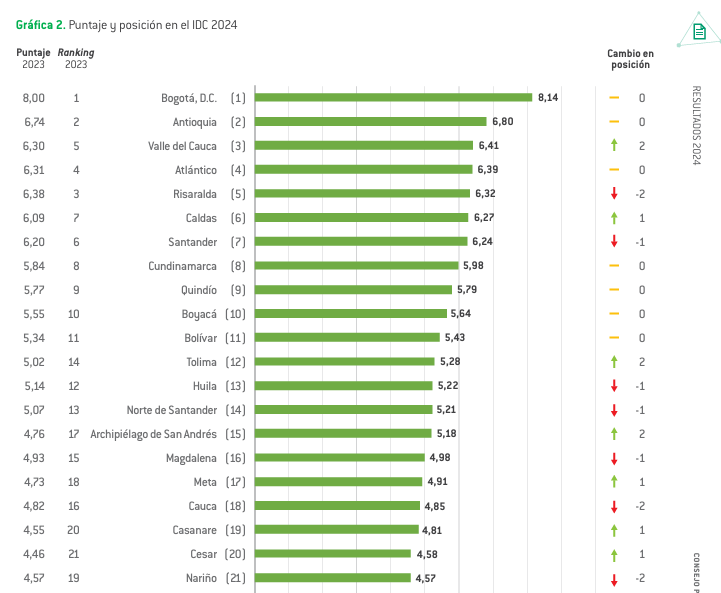 Gráfica 2. Puntaje y posición en el IDC 2024
Puntaje 2023 Ranking 2023 Cambio en posición
8,00 1 Bogotá, D.C. (1) 8,14 0
6,74 2 Antioquia (2) 6,80 0
6,30 5 Valle del Cauca (3) 6,41 2
6,31 4 Atlántico (4) 6,39 0
6,38 3 Risaralda (5) 6,32 -2
6,09 7 Caldas (6) 6,27 1
6,20 6 Santander (7) 6,24 -1
5,84 8 Cundinamarca (8) 5,98 0
5,77 9 Quindío (9) 5,79 0
5,55 10 Boyacá (10) 5,64 0
5,34 11 Bolívar (11) 5,43 0
5,02 14 Tolima (12) 5,28 2
5,14 12 Huila (13) 5,22 -1
5,07 13 Norte de Santander (14) 5,21 -1
4,76 17 Archipiélago de San Andrés (15) 5,18 2
4,93 15 Magdalena (16) 4,98 -1
4,73 18 Meta (17) 4,91 1
4,82 16 Cauca (18) 4,85 -2
4,55 20 Casanare (19) 4,81 1
4,46 21 Cesar (20) 4,58 1
4,57 19 Nariño (21) 4,57 -2
RESULTADOS 2024
CONSEJO P